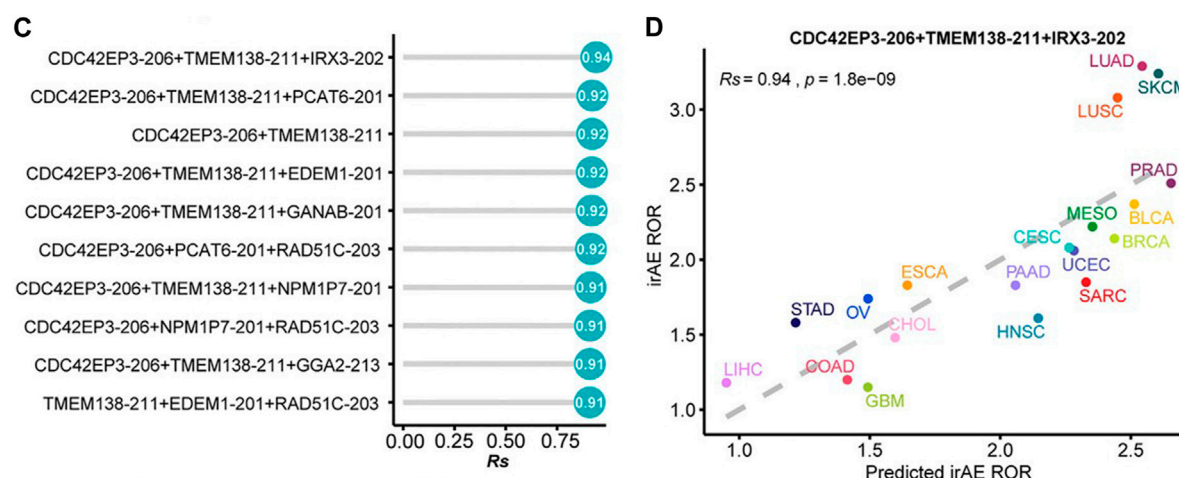 C
CDC42EP3-206+TMEM138-211+IRX3-202
CDC42EP3-206+TMEM138-211+PCAT6-201
CDC42EP3-206+TMEM138-211
CDC42EP3-206+TMEM138-211+EDEM1-201
CDC42EP3-206+TMEM138-211+GANAB-201
CDC42EP3-206+PCAT6-201+RAD51C-203
CDC42EP3-206+TMEM138-211+NPM1P7-201
CDC42EP3-206+NPM1P7-201+RAD51C-203
CDC42EP3-206+TMEM138-211+GGA2-213
TMEM138-211+EDEM1-201+RAD51C-203
0.94
0.92
0.92
0.92
0.92
0.92
0.91
0.91
0.91
0.91
0.00 0.25 0.50 0.75
Rs
D
CDC42EP3-206+TMEM138-211+IRX3-202
Rs = 0.94 , p = 1.8e−09
irAE ROR
3.0
2.5
2.0
1.5
1.0
LUAD
SKCM
LUSC
PRAD
MESO
BLCA
CESC
BRCA
UCEC
ESCA
PAAD
SARC
STAD
OV
CHOL
HNSC
LIHC
COAD
GBM
1.0 1.5 2.0 2.5
Predicted irAE ROR